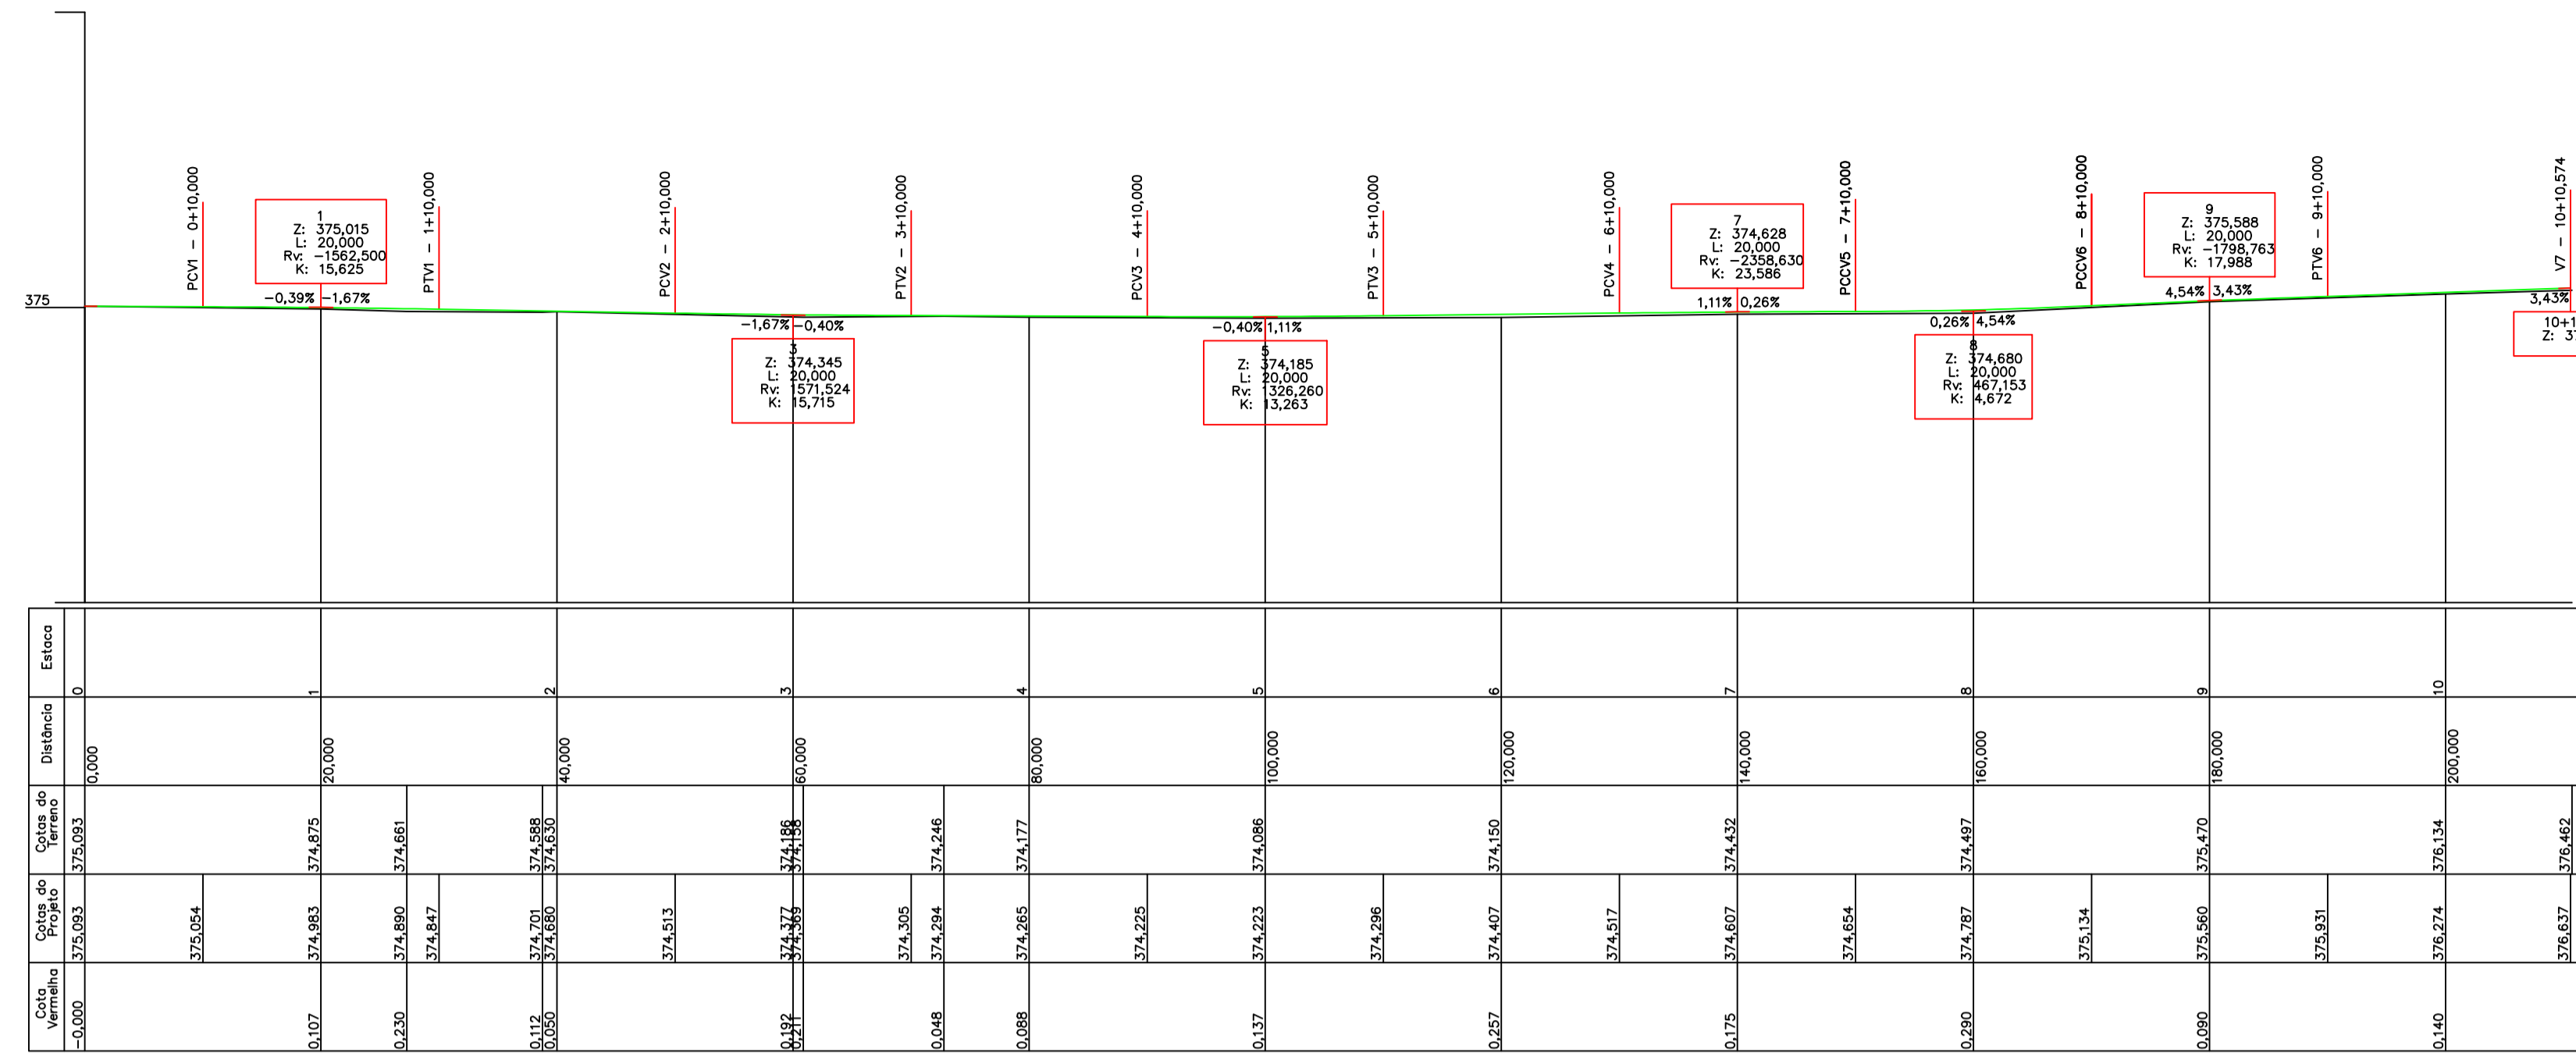 PCV1 - 0+10,000
1
Z: 375,015
L: 20,000
Rv: -1562,500
K: 15,625
-0,39%
-1,67%
PTV1 - 1+10,000
PCV2 - 2+10,000
-1,67%
-0,40%
3
Z: 374,345
L: 20,000
Rv: 1571,524
K: 15,715
PTV2 - 3+10,000
PCV3 - 4+10,000
-0,40%
1,11%
5
Z: 374,185
L: 20,000
Rv: 1326,260
K: 13,263
PTV3 - 5+10,000
PCV4 - 6+10,000
7
Z: 374,628
L: 20,000
Rv: -2358,630
K: 23,586
1,11%
0,26%
PCCV5 - 7+10,000
0,26%
4,54%
8
Z: 374,680
L: 20,000
Rv: 467,153
K: 4,672
PCCV6 - 8+10,000
9
Z: 375,588
L: 20,000
Rv: -1798,763
K: 17,988
4,54%
3,43%
PTV6 - 9+10,000
V7 - 10+10,574
3,43%
10+1
Z: 37
375
Estaca
0
1
2
3
4
5
6
7
8
9
10
Distância
0,000
20,000
40,000
60,000
80,000
100,000
120,000
140,000
160,000
180,000
200,000
Cotas do
Terreno
375,093
374,875
374,661
374,588
374,630
374,186
374,158
374,246
374,177
374,086
374,150
374,432
374,497
375,470
376,134
376,462
Cotas do
Projeto
375,093
375,054
374,983
374,890
374,847
374,701
374,680
374,513
374,377
374,369
374,305
374,294
374,265
374,225
374,223
374,296
374,407
374,517
374,607
374,654
374,787
375,134
375,560
375,931
376,274
376,637
Cota
Vermelha
-0,000
0,107
0,230
0,112
0,050
0,192
0,211
0,048
0,088
0,137
0,257
0,175
0,290
0,090
0,140